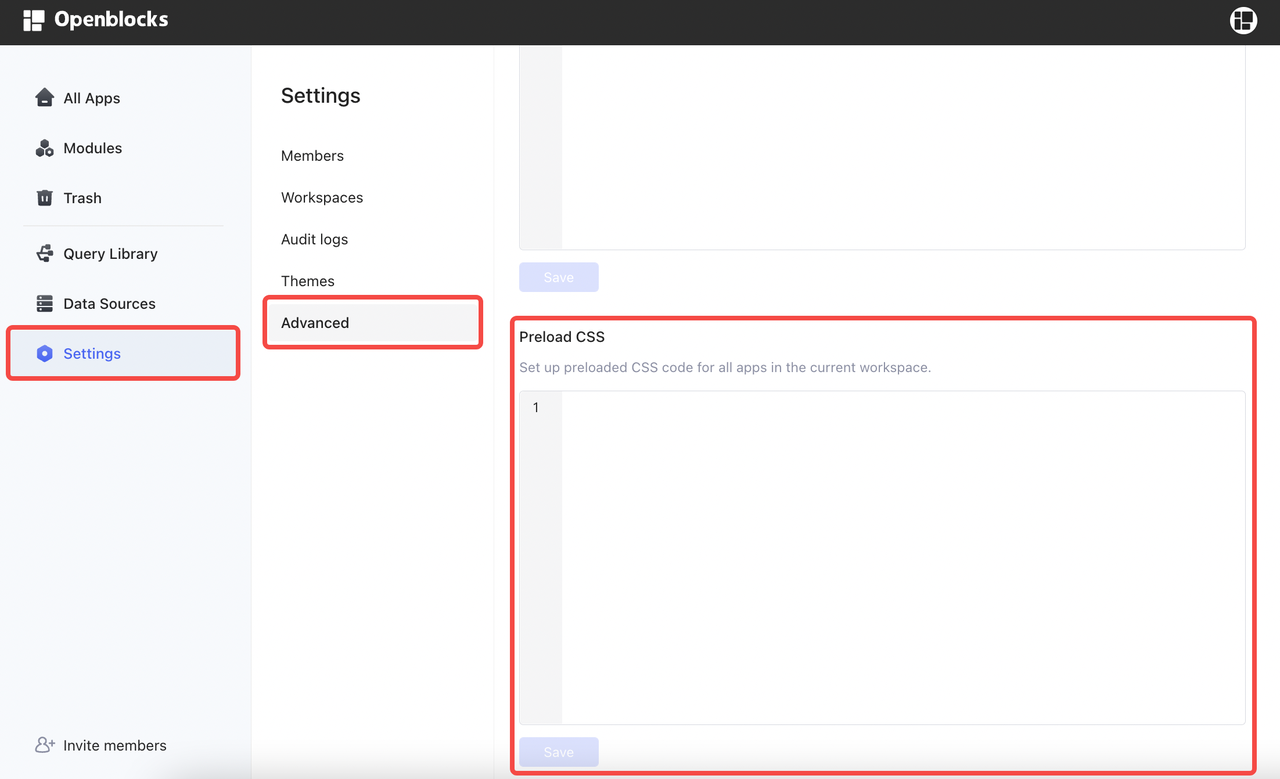 Openblocks
All Apps
Modules
Trash
Query Library
Data Sources
Settings
Invite members
Settings
Members
Workspaces
Audit logs
Themes
Advanced
Save
Preload CSS
Set up preloaded CSS code for all apps in the current workspace.
1
Save